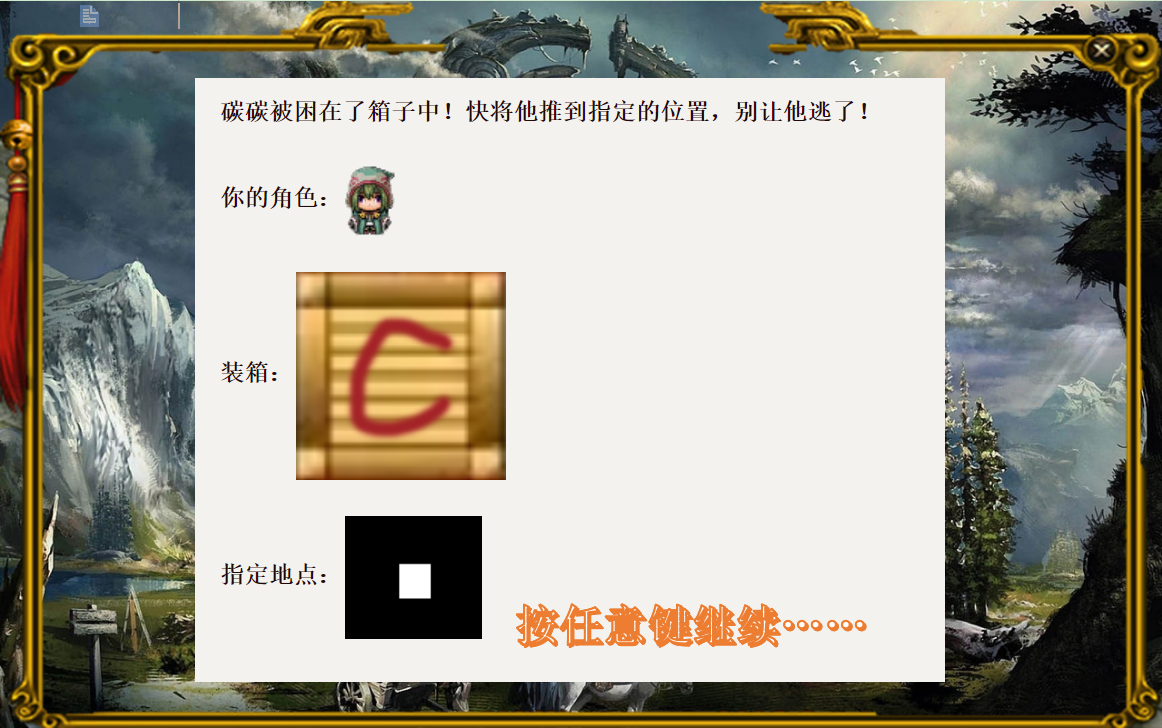 碳碳被困在了箱子中！快将他推到指定的位置，别让他逃了！
你的角色：
装箱：
C
指定地点：
按任意键继续……